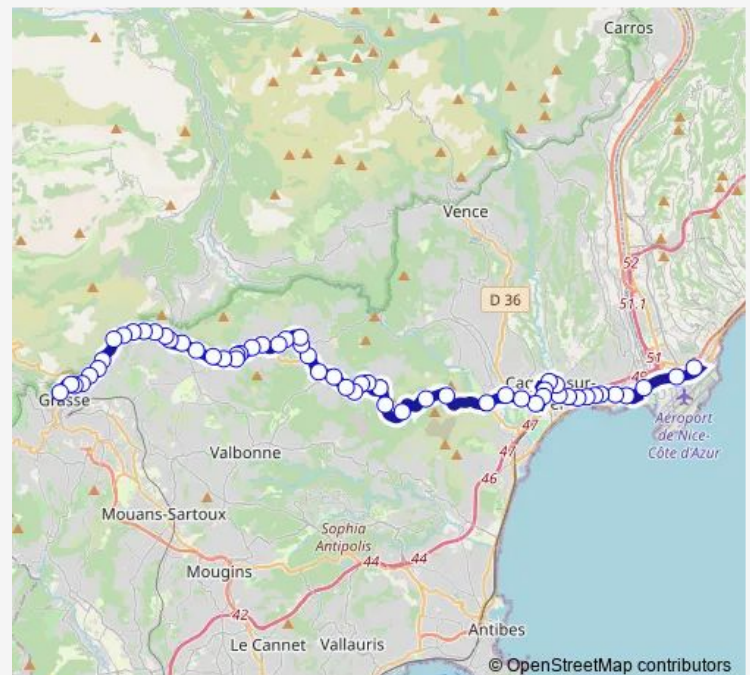 Carros
Vence
52
D 36
51.1
51
49
Grasse
Cagnes-sur-
47
Aéroport
de Nice-
Côte d'Azur
Valbonne
47
46
Mouans-Sartoux
Sophia
Antipolis
44
44
Mougins
42
Antibes
Le Cannet
Vallauris
© OpenStreetMap contributors